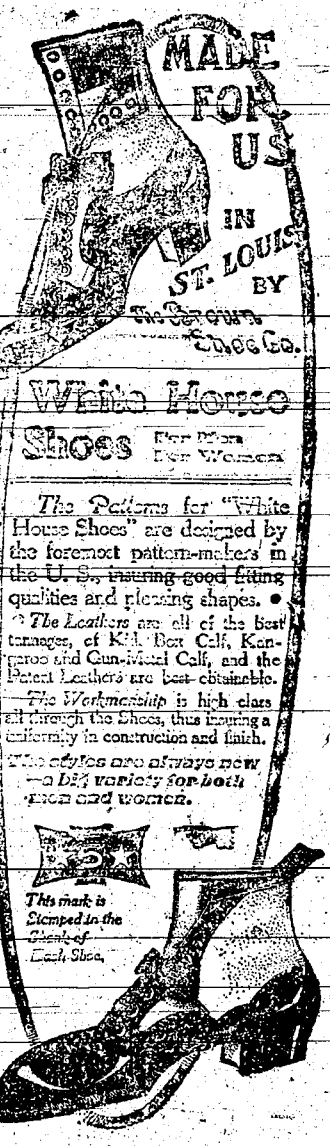 MADE
FOR
US
IN
ST. LOUIS
BY
The Brown
Shoe Co.
White House
Shoes For Men
For Women
The Patterns for "White
House Shoes" are designed by
the foremost pattern-makers in
the U. S., insuring good fitting
qualities and pleasing shapes.
The Leathers are all of the best
tannages, of Kid, Box Calf, Kan-
garoo and Gun-Metal Calf, and the
Patent Leathers are best obtainable.
The Workmanship is high class
all through the Shoes, thus insuring a
uniformity in construction and finish.
The styles are always new
—a big variety for both
men and women.
This mark is
Stamped in the
Shank of
Each Shoe.